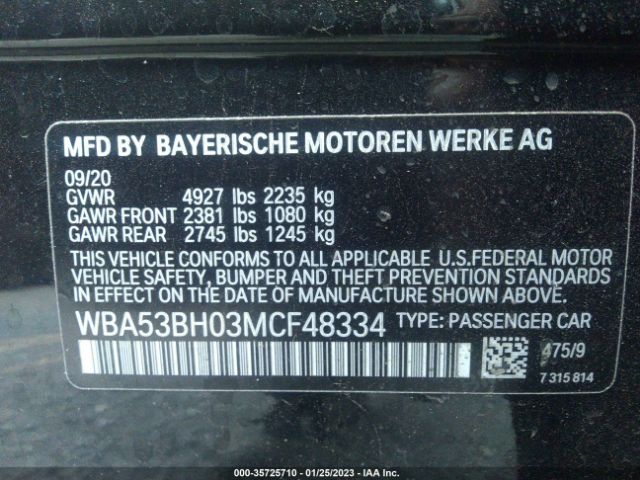 MFD BY BAYERISCHE MOTOREN WERKE AG
09/20
GVWR 4927 lbs 2235 kg
GAWR FRONT 2381 lbs 1080 kg
GAWR REAR 2745 lbs 1245 kg
THIS VEHICLE CONFORMS TO ALL APPLICABLE U.S.FEDERAL MOTOR
VEHICLE SAFETY, BUMPER AND THEFT PREVENTION STANDARDS
IN EFFECT ON THE DATE OF MANUFACTURE SHOWN ABOVE.
WBA53BH03MCF48334 TYPE: PASSENGER CAR
475/9
7 315 814
000-35725710 - 01/25/2023 - IAA Inc.